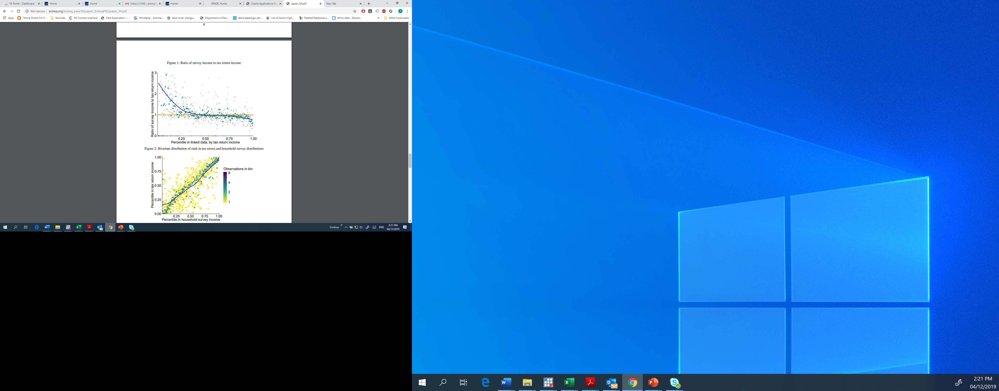 TA Portal - Dashboard
Home
Home
Inbox (1,534) - ammar
Home
SPADE: Home
Oracle Applications Ho
paper_34.pdf
New Tab
Not secure | ecineq.org/ecineq_paris19/papers_EcineqPSE/paper_34.pdf
Apps
Movie Online For F...
favorites
RE Connect oneCard
Data Exploration -...
Worldpop - Summa...
land cover change...
Department of Edu...
ebeis.deped.gov.ph...
List of Senior High...
Related Databases |...
Micro data - Develo...
»
Other bookmarks
8
Figure 1: Ratio of survey income to tax return income
Ratio of survey income to tax return income
3
2
1
0
0.25 0.50 0.75 1.00
Percentile in linked data, by tax return income
Figure 2: Bivariate distribution of rank in tax return and household survey distributions
Percentile in tax return income
1.00
0.75
0.50
0.25
0.00
0.25 0.50 0.75 1.00
Percentile in household survey income
Observations in bin
8
4
2
1
Desktop »
ENG
2:21 PM
04/12/2019
2:21 PM
04/12/2019